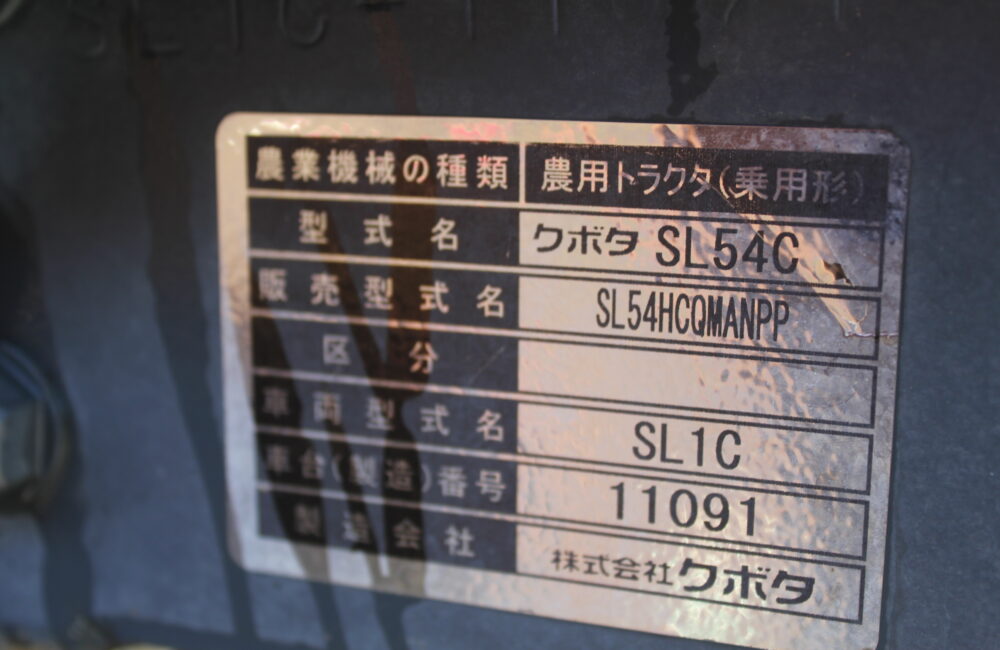 農業機械の種類 農用トラクタ(乗用形)
型式名 クボタ SL54C
販売型式名 SL54HCQMANPP
区分
車両型式名 SL1C
車台(製造)番号 11091
製造会社 株式会社クボタ